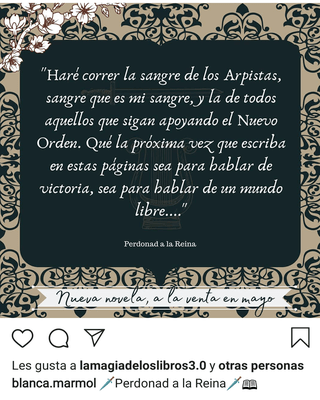 "Haré correr la sangre de los Arpistas,
sangre que es mi sangre, y la de todos
aquellos que sigan apoyando el Nuevo
Orden. Qué la próxima vez que escriba
en estas páginas sea para hablar de
victoria, sea para hablar de un mundo
libre...."
Perdonad a la Reina
Nueva novela, a la venta en mayo
Les gusta a lamagiadeloslibros3.0 y otras personas
blanca.marmol 🗡️Perdonad a la Reina🗡️📖